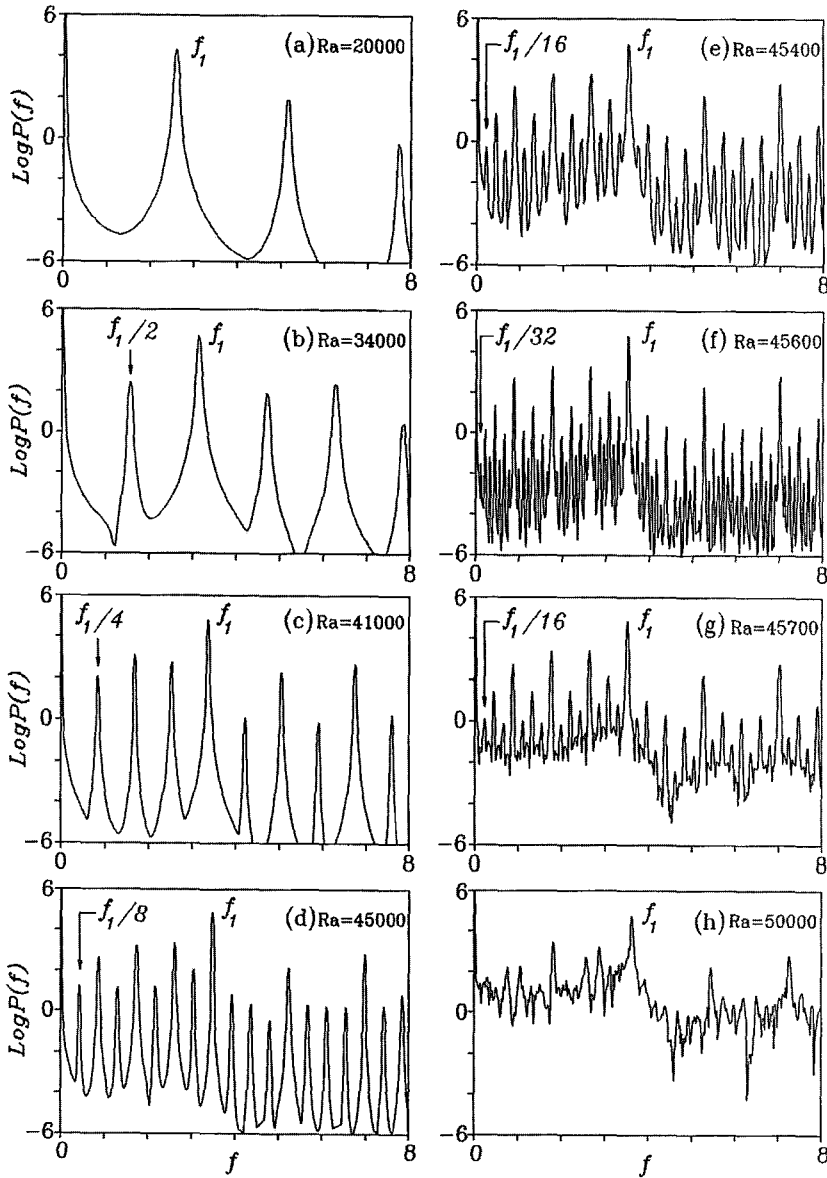 6
f₁
(a) Ra=20000
LogP(f)
0
−6
0
8
6
f₁/2
f₁
(b) Ra=34000
LogP(f)
0
−6
0
8
6
f₁/4
f₁
(c) Ra=41000
LogP(f)
0
−6
0
8
6
f₁/8
f₁
(d) Ra=45000
LogP(f)
0
−6
0
f
8
6
f₁/16
f₁
(e) Ra=45400
0
−6
0
8
6
f₁/32
f₁
(f) Ra=45600
0
−6
0
8
6
f₁/16
f₁
(g) Ra=45700
0
−6
0
8
6
f₁
(h) Ra=50000
0
−6
0
f
8